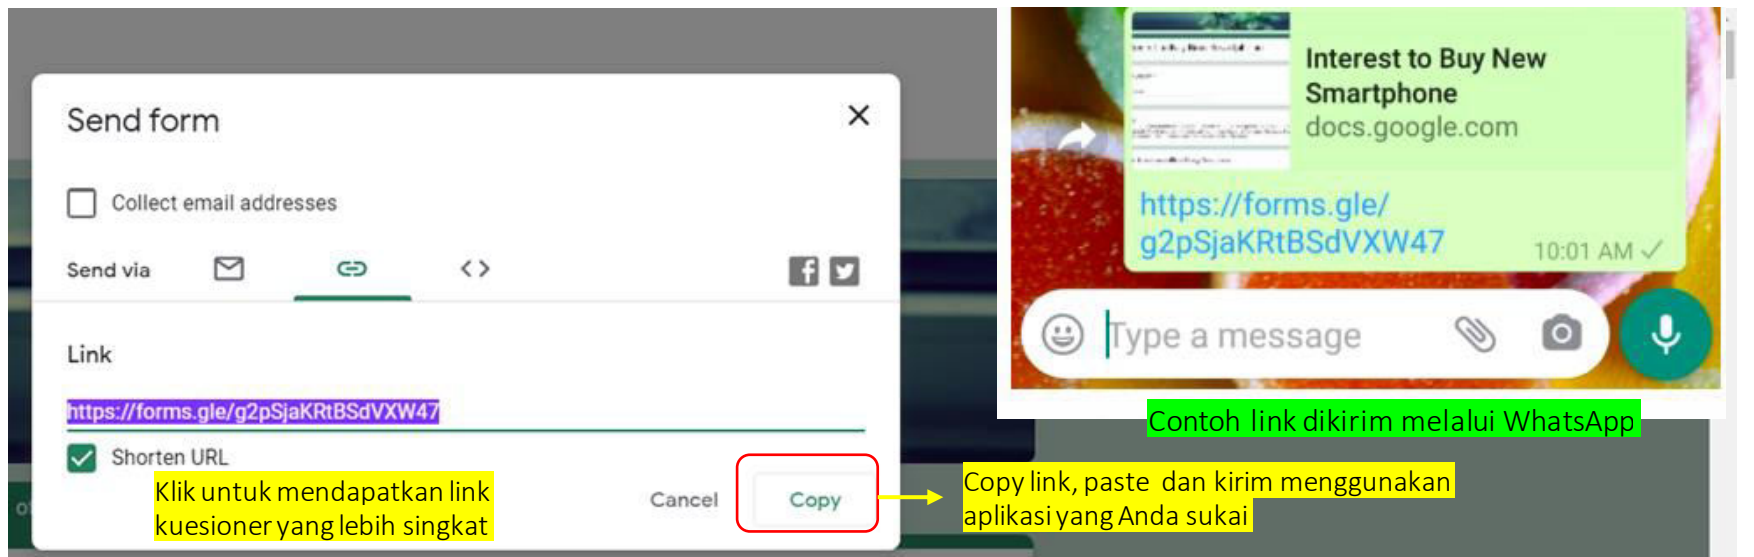 Send form
Collect email addresses
Send via
Link
https://forms.gle/g2pSjaKRtBSdVXW47
Shorten URL
Klik untuk mendapatkan link
kuesioner yang lebih singkat
Cancel
Copy
Interest to Buy New
Smartphone
docs.google.com
https://forms.gle/
g2pSjaKRtBSdVXW47
10:01 AM
Type a message
Contoh link dikirim melalui WhatsApp
Copy link, paste dan kirim menggunakan
aplikasi yang Anda sukai